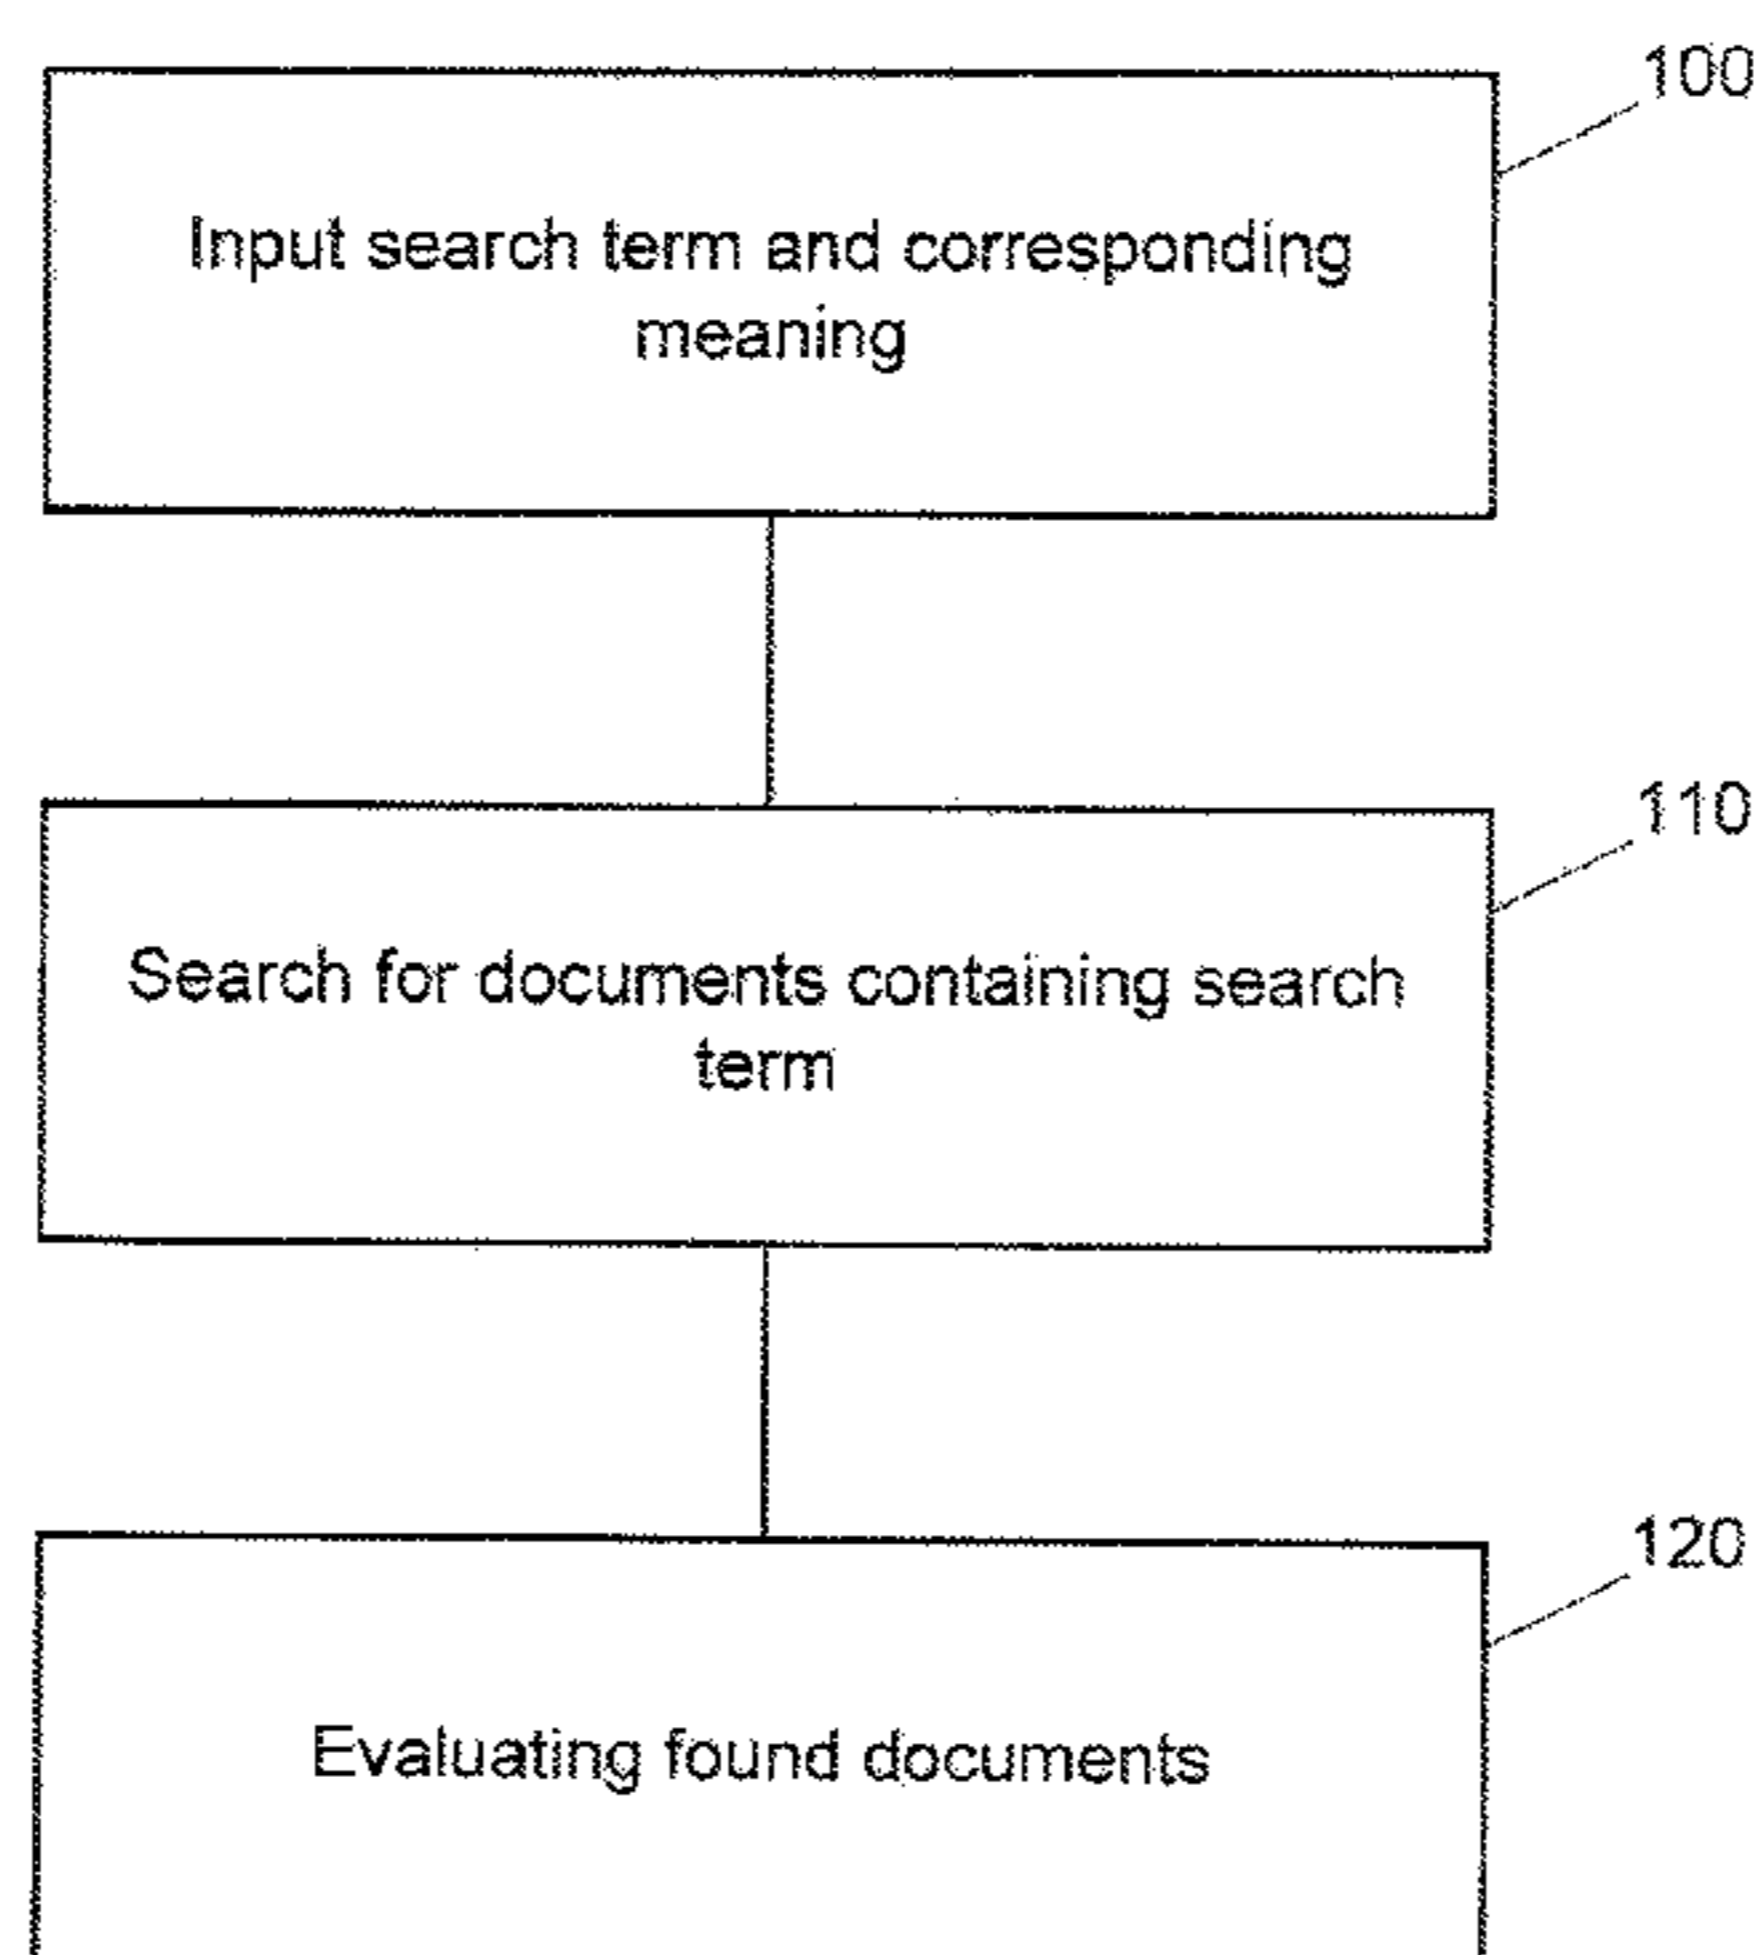 100
Input search term and corresponding
meaning
110
Search for documents containing search
term
120
Evaluating found documents